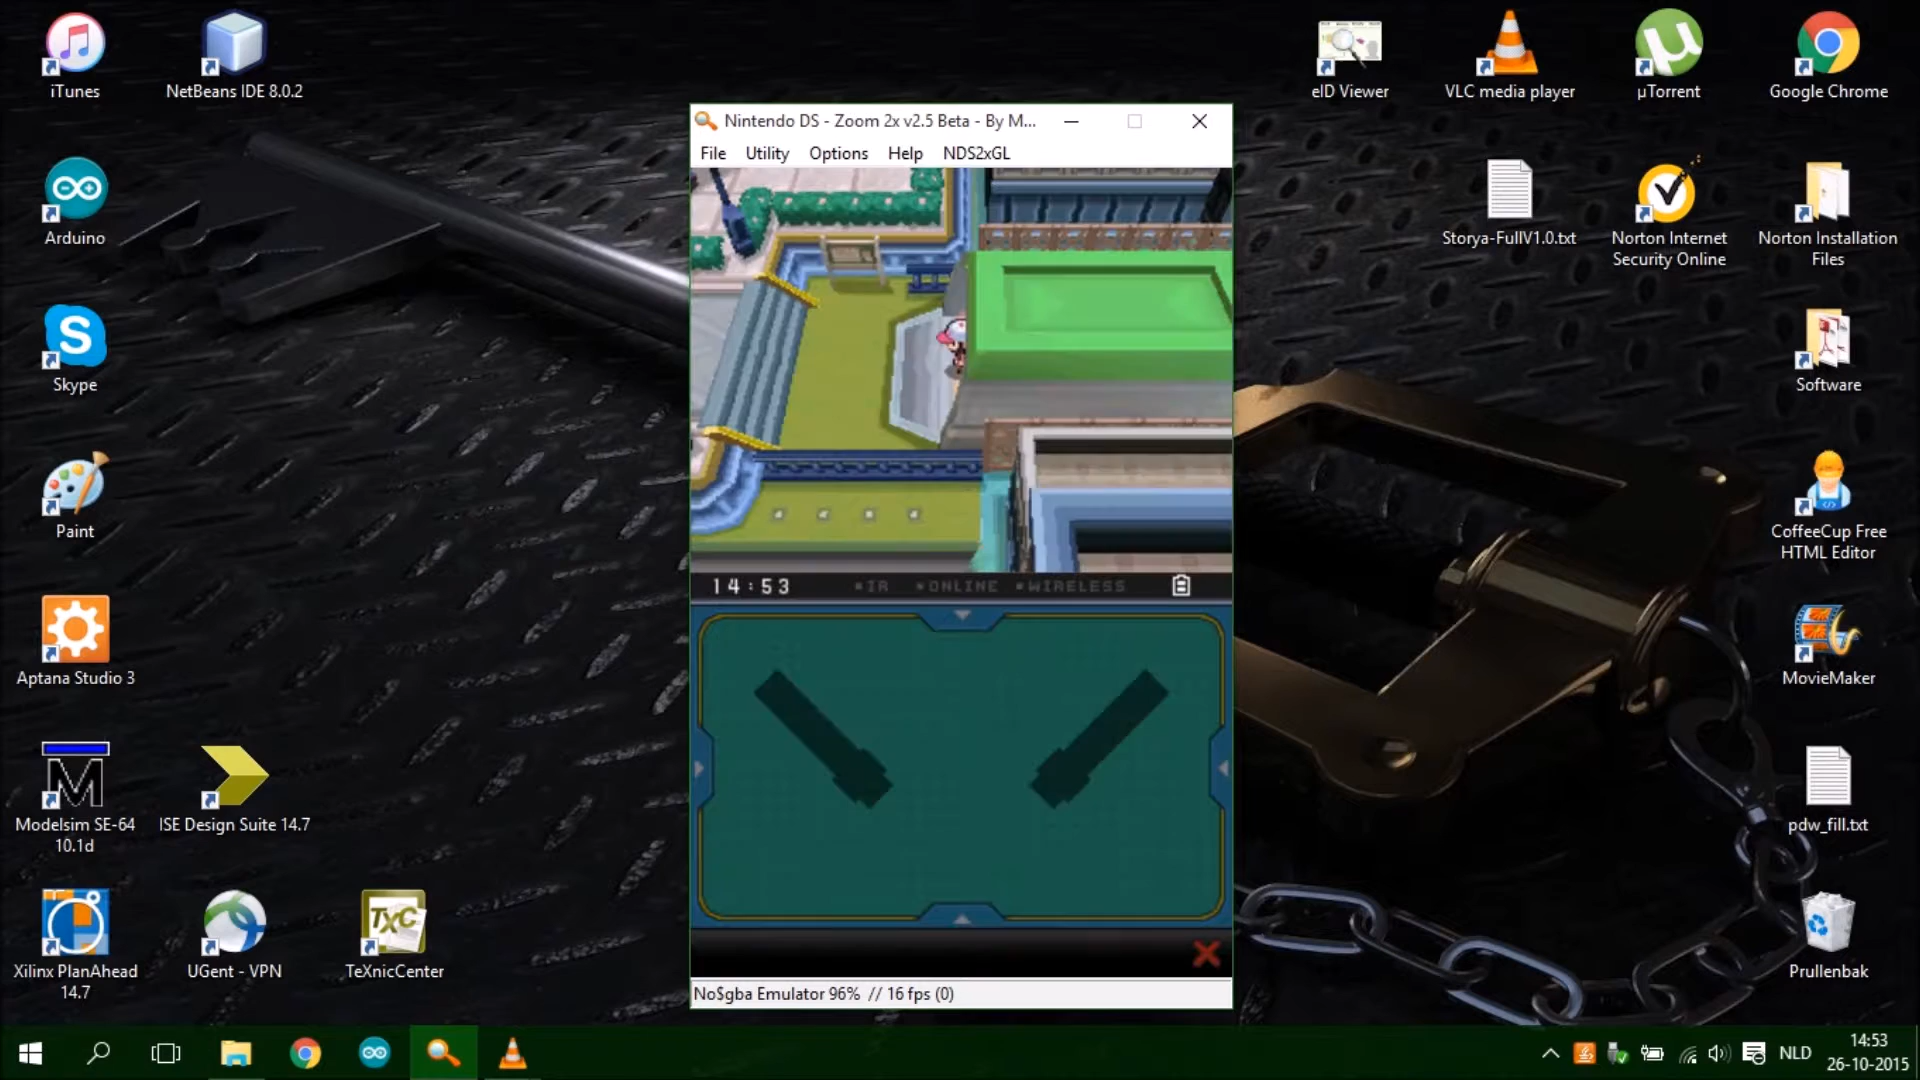 iTunes
NetBeans IDE 8.0.2
eID Viewer
VLC media player
µTorrent
Google Chrome
Nintendo DS - Zoom 2x v2.5 Beta - By M...
File Utility Options Help NDS2xGL
Arduino
Storya-FullV1.0.txt
Norton Internet
Security Online
Norton Installation
Files
Skype
Software
Paint
CoffeeCup Free
HTML Editor
14:53 IR ONLINE WIRELESS
Aptana Studio 3
MovieMaker
Modelsim SE-64
10.1d
ISE Design Suite 14.7
pdw_fill.txt
TXC
Xilinx PlanAhead
14.7
UGent - VPN
TeXnicCenter
Prullenbak
No$gba Emulator 96% // 16 fps (0)
NLD
14:53
26-10-2015